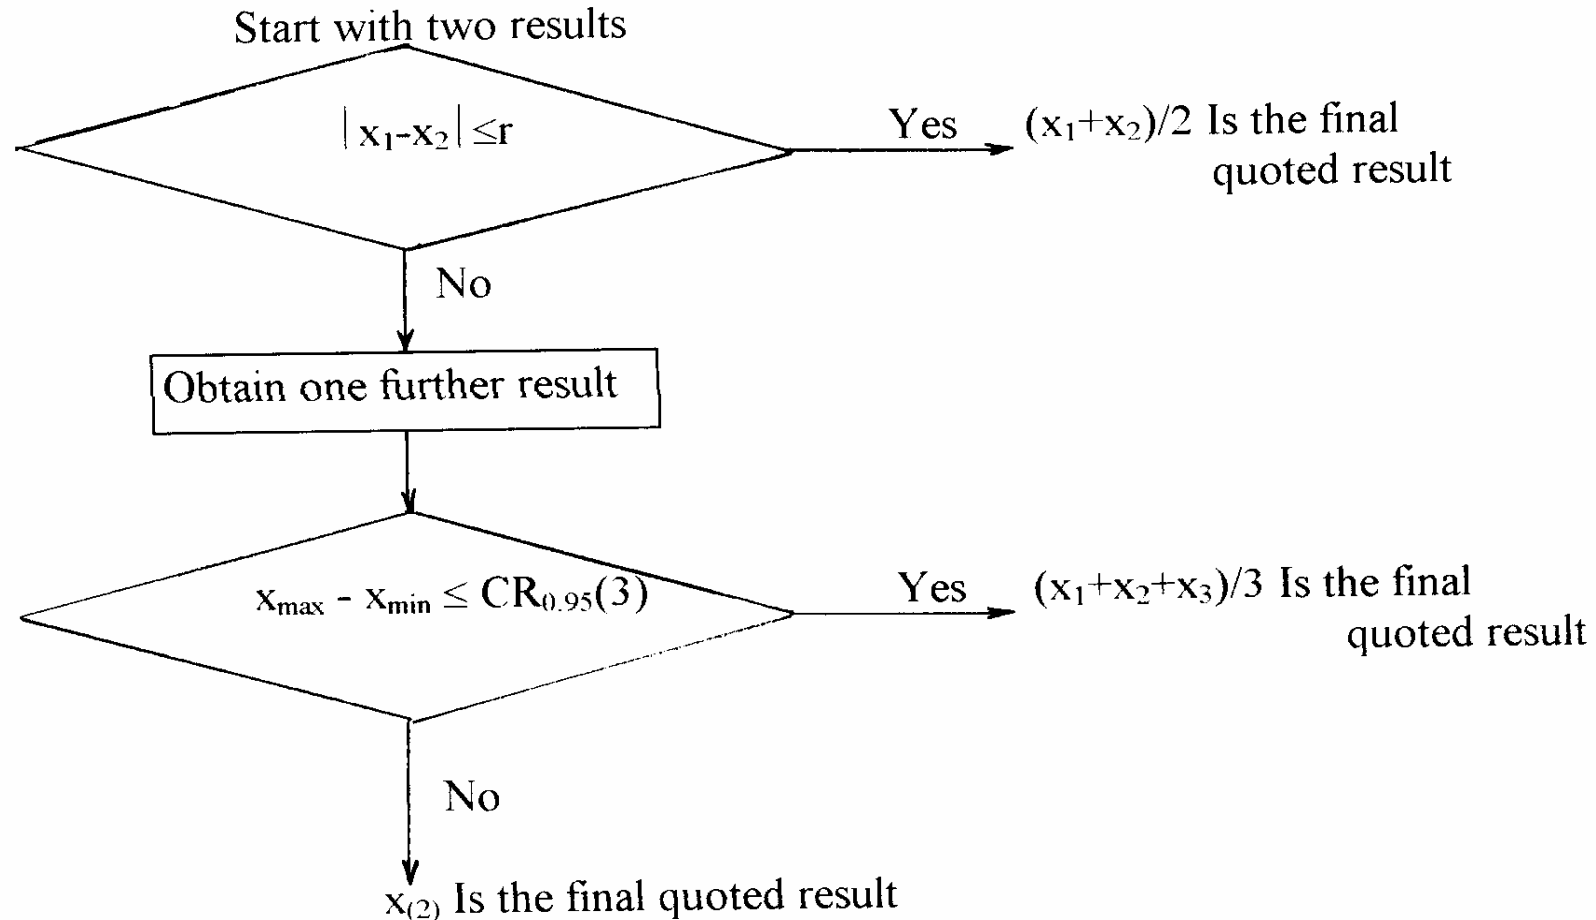 Start with two results
|x₁-x₂| ≤r
Yes
(x₁+x₂)/2 Is the final
quoted result
No
Obtain one further result
xₘₐₓ - xₘᵢₙ ≤ CR₀.₉₅(3)
Yes
(x₁+x₂+x₃)/3 Is the final
quoted result
No
x₍₂₎ Is the final quoted result